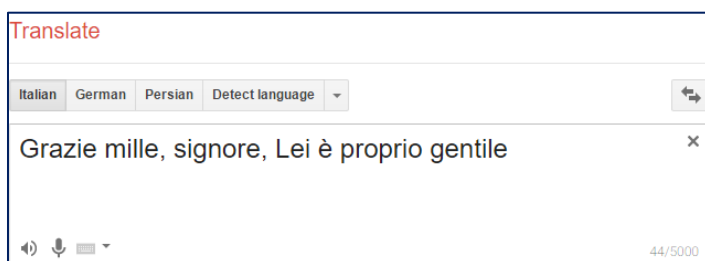 Translate
Italian German Persian Detect language
Grazie mille, signore, Lei è proprio gentile
44/5000